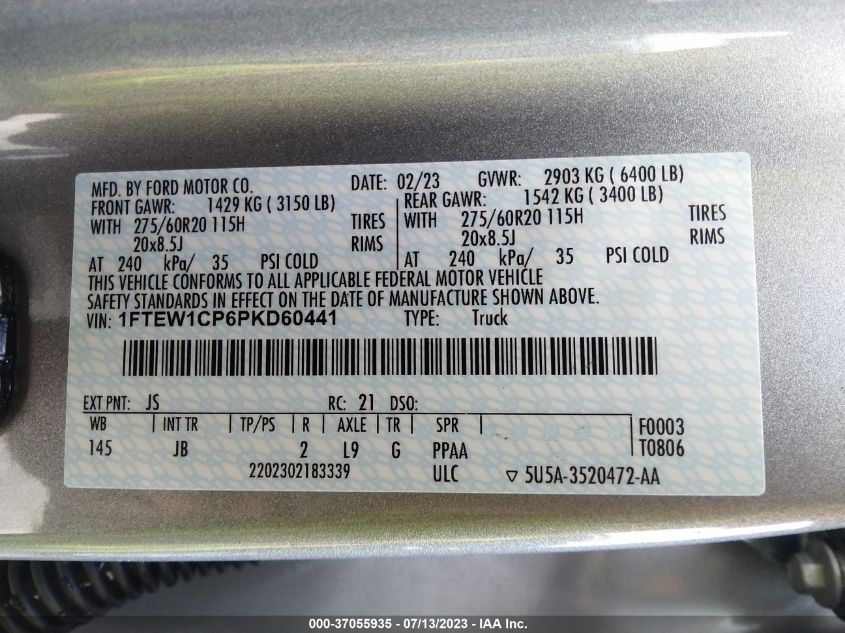 MFD. BY FORD MOTOR CO. DATE: 02/23 GVWR: 2903 KG ( 6400 LB)
FRONT GAWR: 1429 KG ( 3150 LB) REAR GAWR: 1542 KG ( 3400 LB)
WITH 275/60R20 115H TIRES WITH 275/60R20 115H TIRES
20x8.5J RIMS 20x8.5J RIMS
AT 240 kPa/ 35 PSI COLD AT 240 kPa/ 35 PSI COLD
THIS VEHICLE CONFORMS TO ALL APPLICABLE FEDERAL MOTOR VEHICLE
SAFETY STANDARDS IN EFFECT ON THE DATE OF MANUFACTURE SHOWN ABOVE.
VIN: 1FTEW1CP6PKD60441 TYPE: Truck
EXT PNT: JS RC: 21 DSO:
WB INT TR TP/PS R AXLE TR SPR F0003
145 JB 2 L9 G PPAA T0806
2202302183339 ULC ▽ 5U5A-3520472-AA
000-37055935 - 07/13/2023 - IAA Inc.